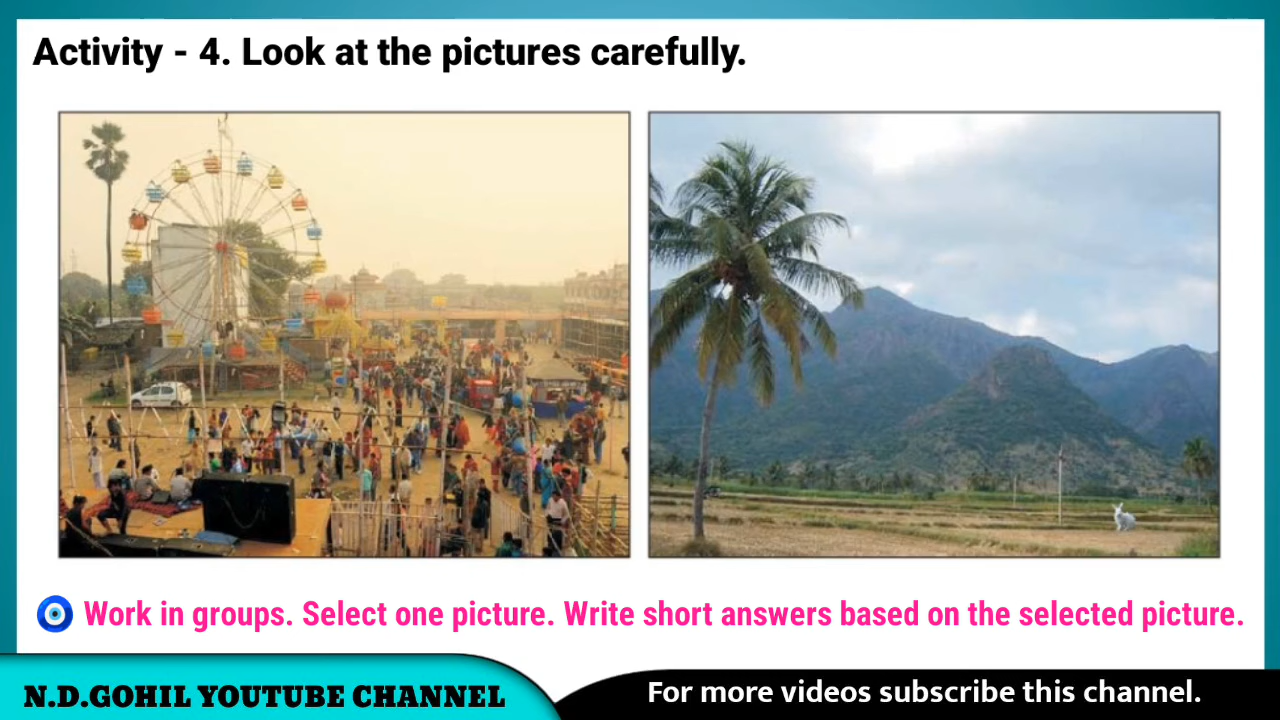 Activity - 4. Look at the pictures carefully.
Work in groups. Select one picture. Write short answers based on the selected picture.
N.D.GOHIL YOUTUBE CHANNEL
For more videos subscribe this channel.